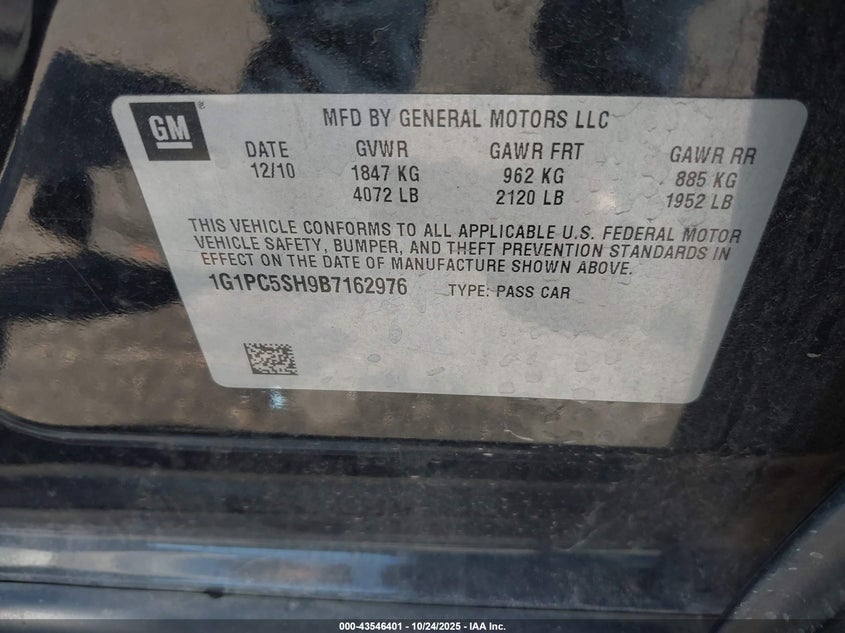 GM ® MFD BY GENERAL MOTORS LLC
DATE GVWR GAWR FRT GAWR RR
12/10 1847 KG 962 KG 885 KG
4072 LB 2120 LB 1952 LB
THIS VEHICLE CONFORMS TO ALL APPLICABLE U.S. FEDERAL MOTOR
VEHICLE SAFETY, BUMPER, AND THEFT PREVENTION STANDARDS IN
EFFECT ON THE DATE OF MANUFACTURE SHOWN ABOVE.
1G1PC5SH9B7162976 TYPE: PASS CAR
000-43546401 - 10/24/2025 - IAA Inc.